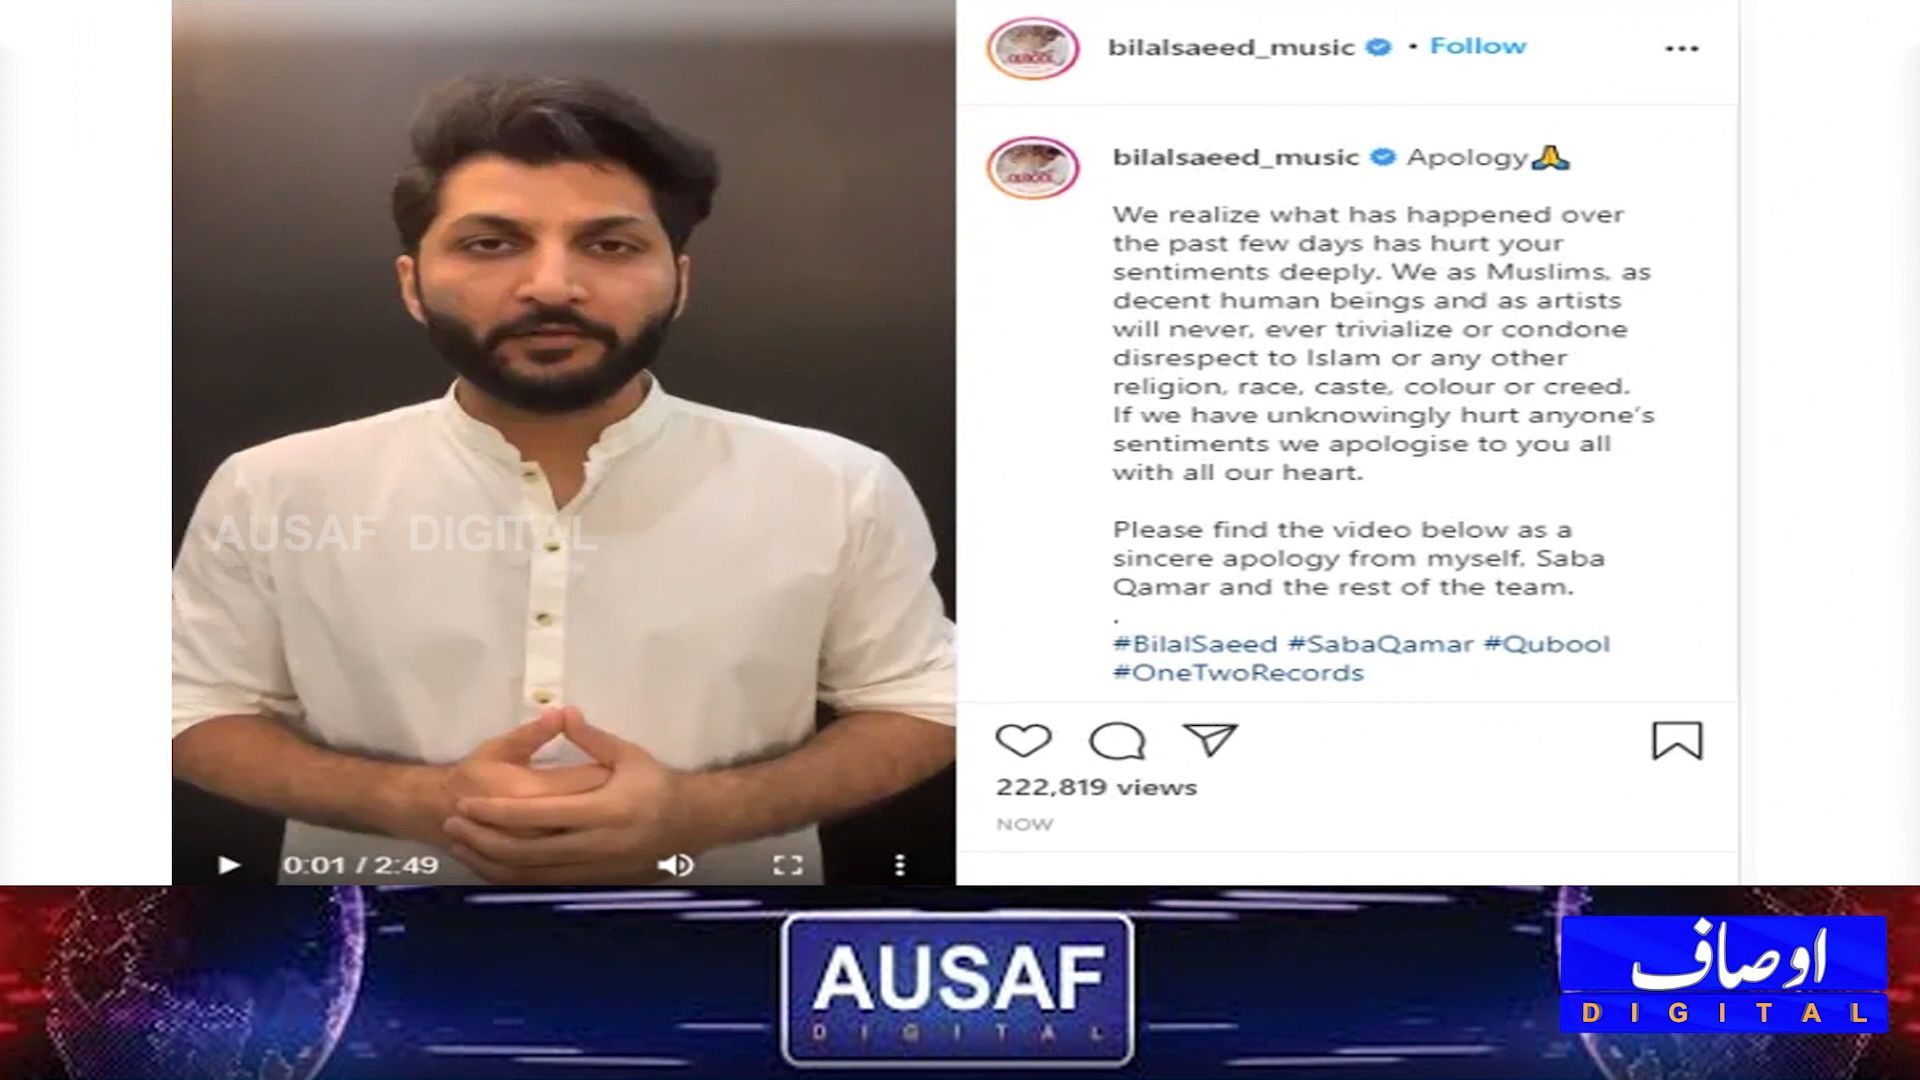 bilalsaeed_music • Follow
bilalsaeed_music Apology🙏
We realize what has happened over
the past few days has hurt your
sentiments deeply. We as Muslims, as
decent human beings and as artists
will never, ever trivialize or condone
disrespect to Islam or any other
religion, race, caste, colour or creed.
If we have unknowingly hurt anyone's
sentiments we apologise to you all
with all our heart.
Please find the video below as a
sincere apology from myself, Saba
Qamar and the rest of the team.
.
#BilalSaeed #SabaQamar #Qubool
#OneTwoRecords
222,819 views
NOW
AUSAF DIGITAL
0:01 / 2:49
AUSAF
DIGITAL
اوصاف
DIGITAL